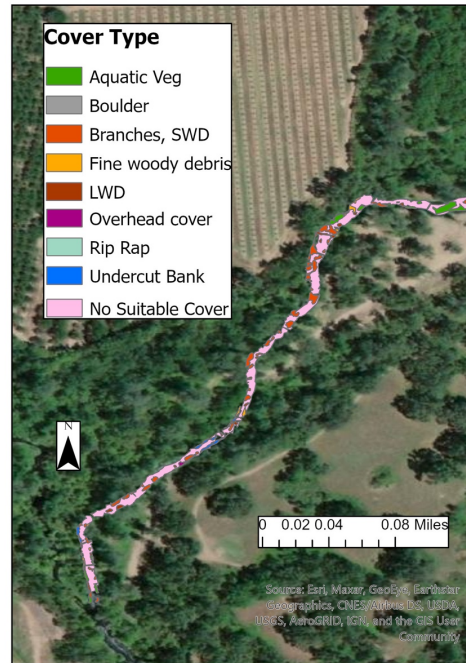 Cover Type
Aquatic Veg
Boulder
Branches, SWD
Fine woody debris
LWD
Overhead cover
Rip Rap
Undercut Bank
No Suitable Cover
N
0 0.02 0.04 0.08 Miles
Source: Esri, Maxar, GeoEye, Earthstar
Geographics, CNES/Airbus DS, USDA,
USGS, AeroGRID, IGN, and the GIS User
Community